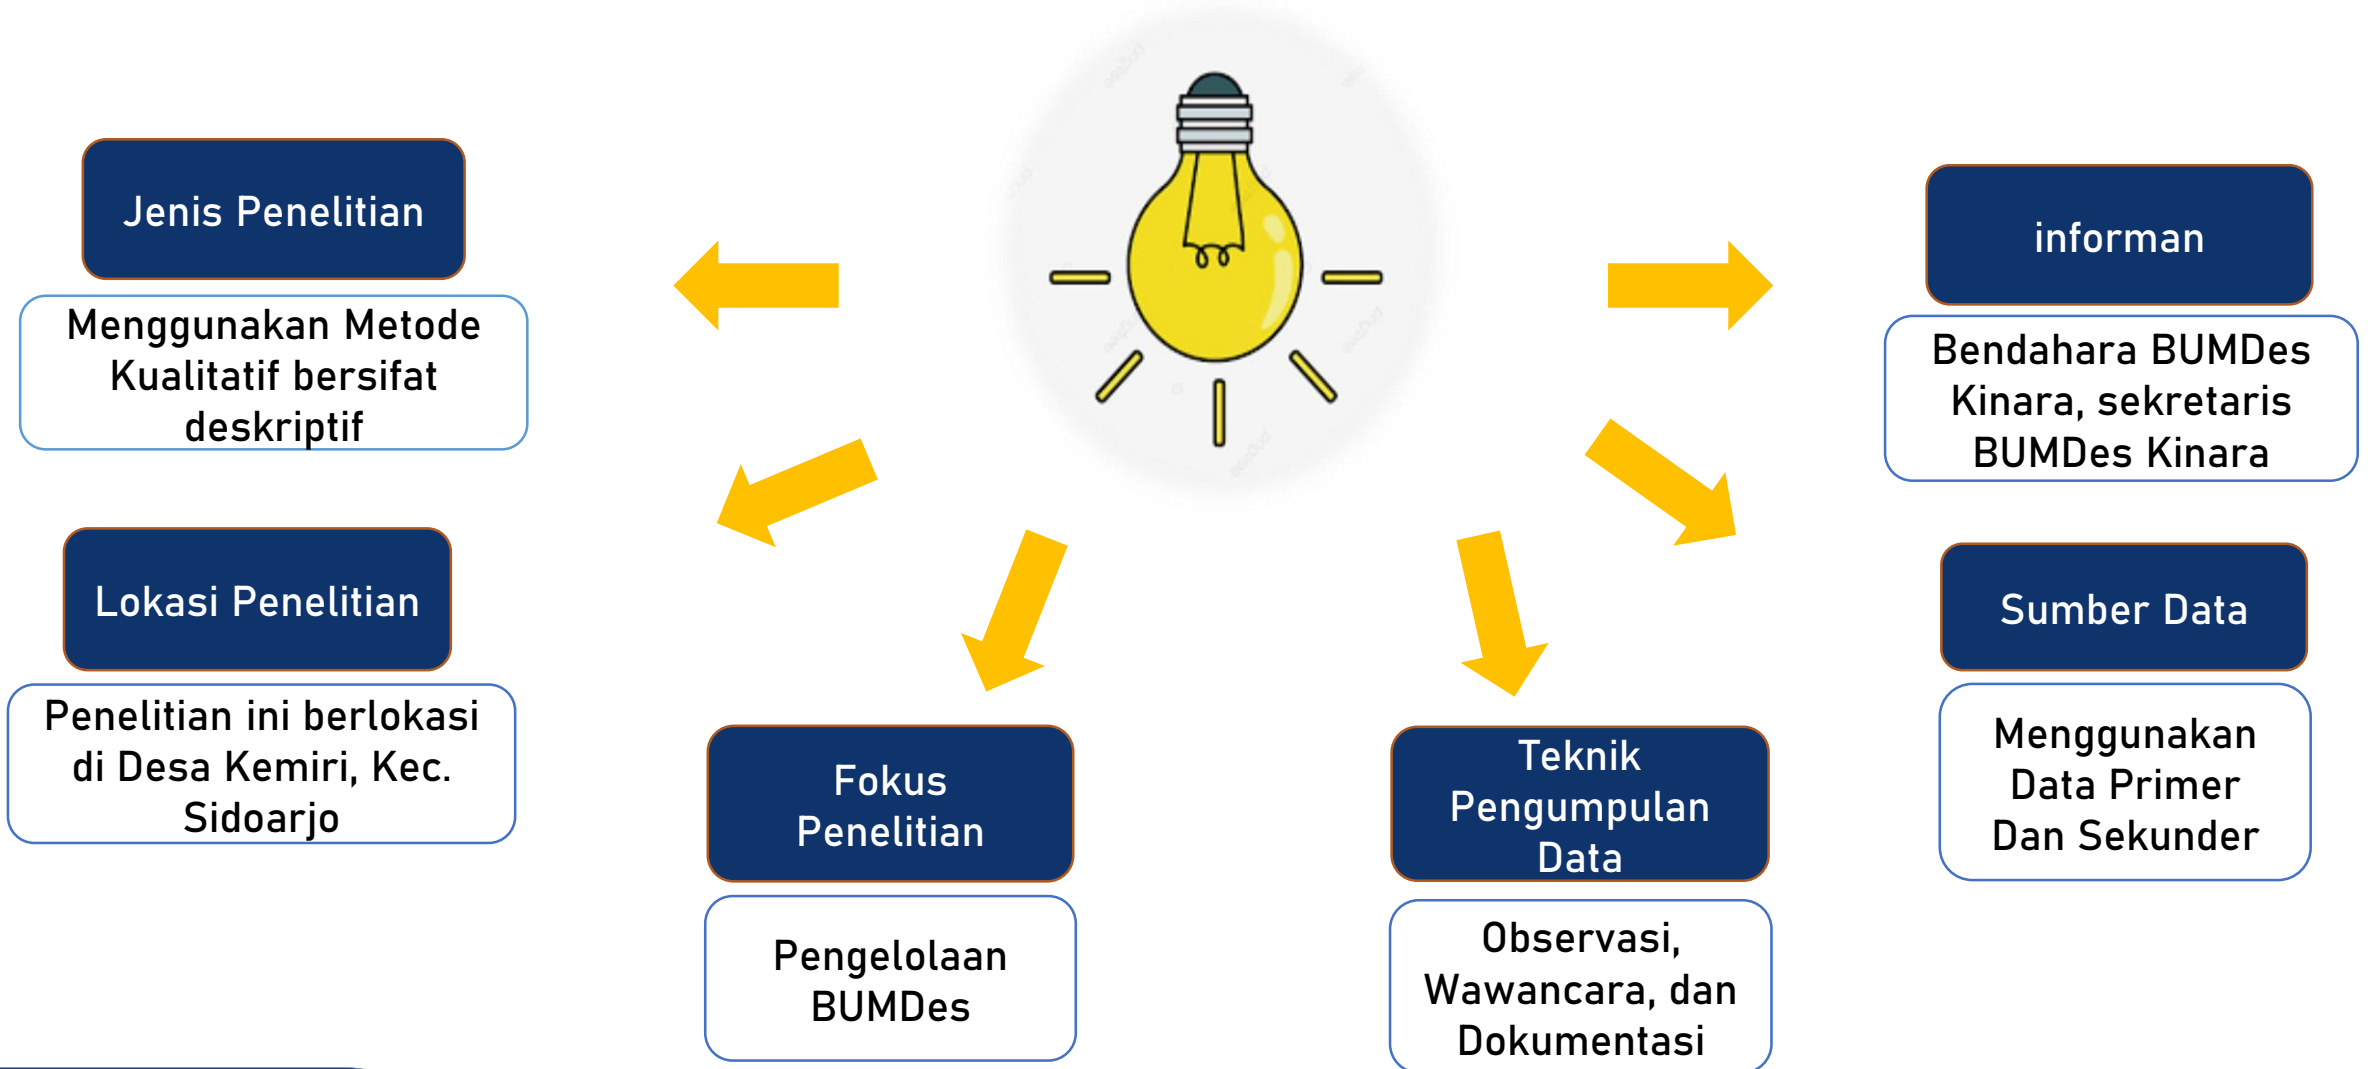 Jenis Penelitian
Menggunakan Metode
Kualitatif bersifat
deskriptif
Lokasi Penelitian
Penelitian ini berlokasi
di Desa Kemiri, Kec.
Sidoarjo
Fokus
Penelitian
Pengelolaan
BUMDes
Teknik
Pengumpulan
Data
Observasi,
Wawancara, dan
Dokumentasi
informan
Bendahara BUMDes
Kinara, sekretaris
BUMDes Kinara
Sumber Data
Menggunakan
Data Primer
Dan Sekunder